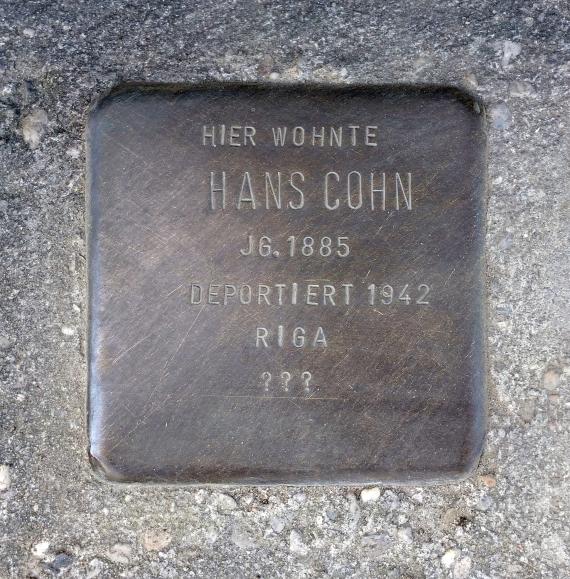 HIER WOHNTE
HANS COHN
JG. 1885
DEPORTIERT 1942
RIGA
???